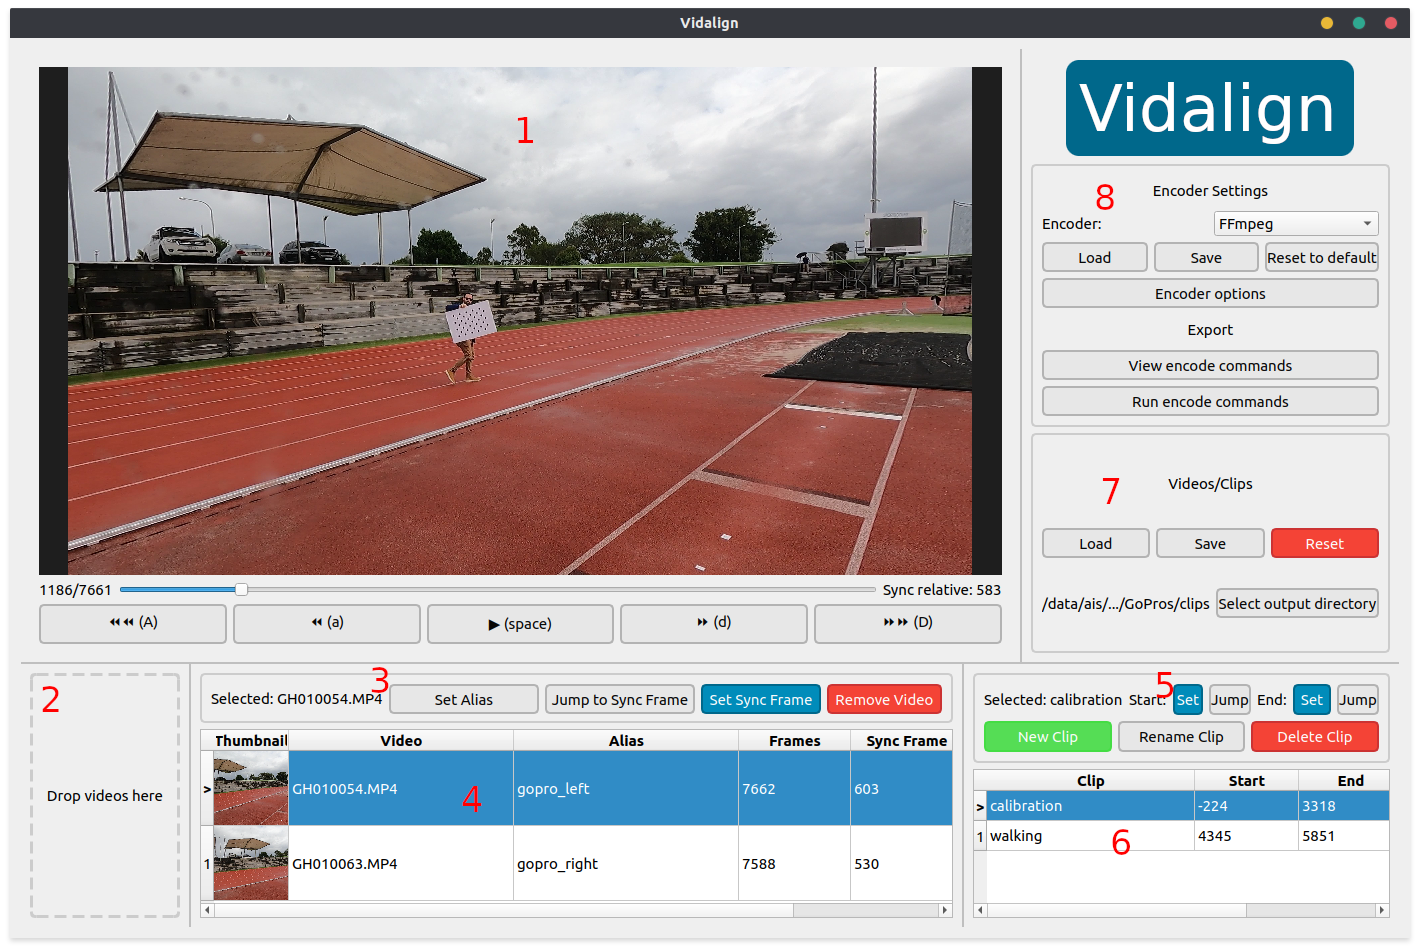 Vidalign
1
Vidalign
8
Encoder Settings
Encoder:
FFmpeg
Load
Save
Reset to default
Encoder options
Export
View encode commands
Run encode commands
7
Videos/Clips
Load
Save
Reset
/data/ais/.../GoPros/clips
Select output directory
1186/7661
Sync relative: 583
⏪⏪ (A)
⏪ (a)
▶ (space)
⏩ (d)
⏩⏩ (D)
2
Drop videos here
3
Selected: GH010054.MP4
Set Alias
Jump to Sync Frame
Set Sync Frame
Remove Video
Thumbnail Video Alias Frames Sync Frame
> GH010054.MP4 gopro_left 7662 603
4
1 GH010063.MP4 gopro_right 7588 530
5
Selected: calibration Start: Set Jump End: Set Jump
New Clip
Rename Clip
Delete Clip
Clip Start End
> calibration -224 3318
1 walking 4345 5851
6